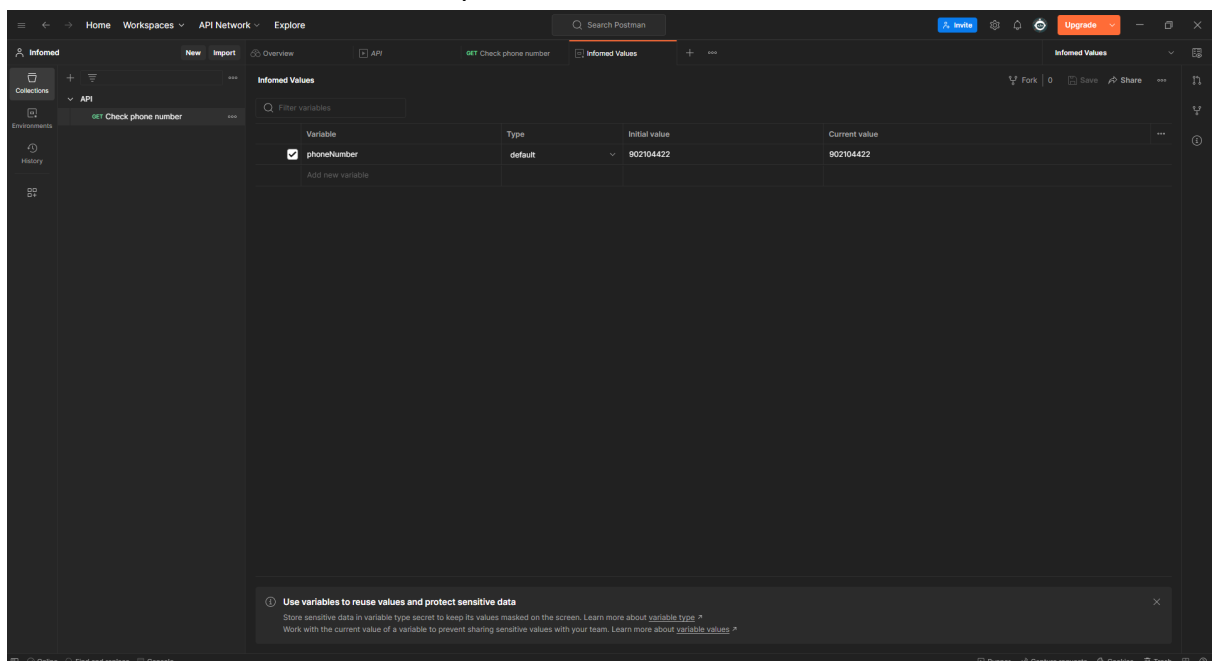 Home Workspaces API Network Explore Search Postman Invite Upgrade
Infomed New Import Overview API GET Check phone number Infomed Values Infomed Values
Collections
API
GET Check phone number
Environments
History
Infomed Values Fork 0 Save Share
Filter variables
Variable Type Initial value Current value
phoneNumber default 902104422 902104422
Add new variable
Use variables to reuse values and protect sensitive data
Store sensitive data in variable type secret to keep its values masked on the screen. Learn more about variable type
Work with the current value of a variable to prevent sharing sensitive values with your team. Learn more about variable values